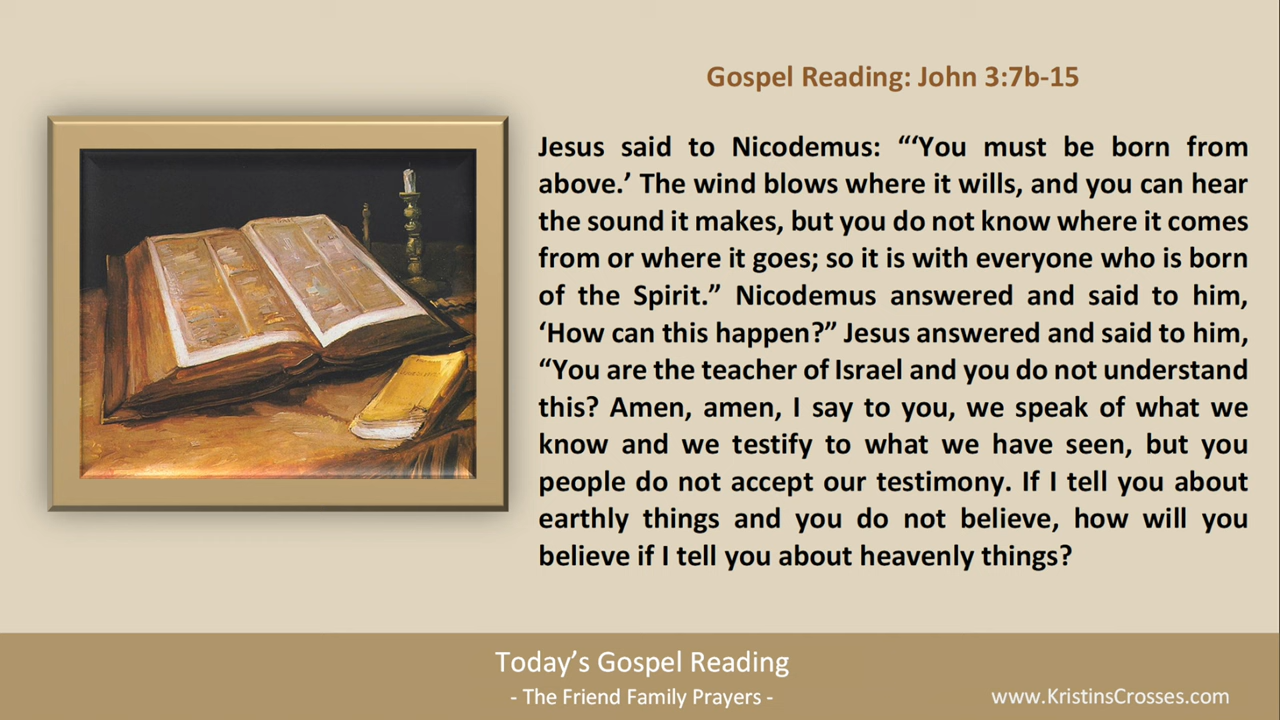 Gospel Reading: John 3:7b-15
Jesus said to Nicodemus: “‘You must be born from
above.’ The wind blows where it wills, and you can hear
the sound it makes, but you do not know where it comes
from or where it goes; so it is with everyone who is born
of the Spirit.” Nicodemus answered and said to him,
‘How can this happen?” Jesus answered and said to him,
“You are the teacher of Israel and you do not understand
this? Amen, amen, I say to you, we speak of what we
know and we testify to what we have seen, but you
people do not accept our testimony. If I tell you about
earthly things and you do not believe, how will you
believe if I tell you about heavenly things?
Today’s Gospel Reading
- The Friend Family Prayers -
www.KristinsCrosses.com